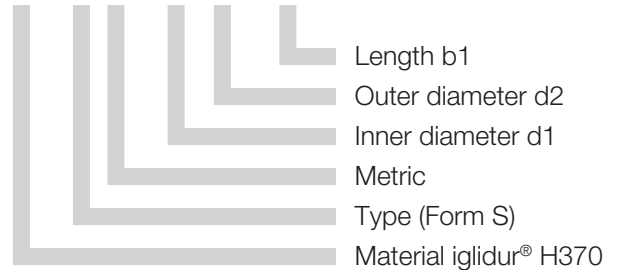 Length b1
Outer diameter d2
Inner diameter d1
Metric
Type (Form S)
Material iglidur® H370